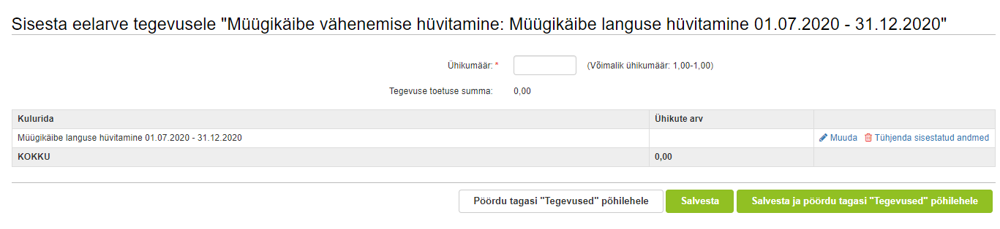 Sisesta eelarve tegevusele "Müügikäibe vähenemise hüvitamine: Müügikäibe languse hüvitamine 01.07.2020 - 31.12.2020"
Ühikumäär: * (Võimalik ühikumäär: 1,00-1,00)
Tegevuse toetuse summa: 0,00
Kulurida Ühikute arv
Müügikäibe languse hüvitamine 01.07.2020 - 31.12.2020 Muuda Tühjenda sisestatud andmed
KOKKU 0,00
Pöördu tagasi "Tegevused" põhilehele Salvesta Salvesta ja pöördu tagasi "Tegevused" põhilehele